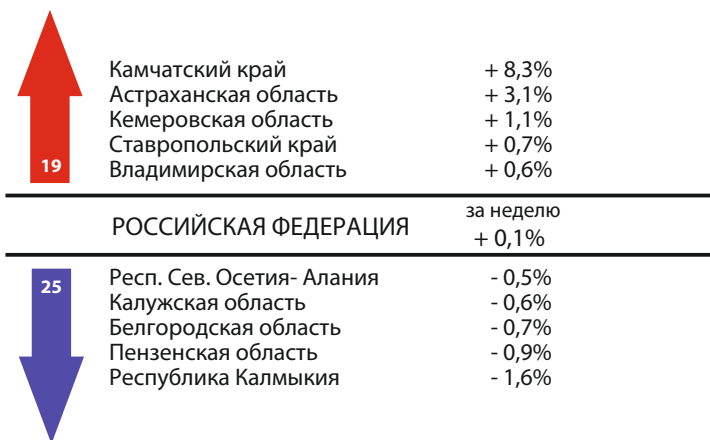 Камчатский край + 8,3%
Астраханская область + 3,1%
Кемеровская область + 1,1%
Ставропольский край + 0,7%
19 Владимирская область + 0,6%
РОССИЙСКАЯ ФЕДЕРАЦИЯ за неделю
+ 0,1%
25 Респ. Сев. Осетия- Алания - 0,5%
Калужская область - 0,6%
Белгородская область - 0,7%
Пензенская область - 0,9%
Республика Калмыкия - 1,6%